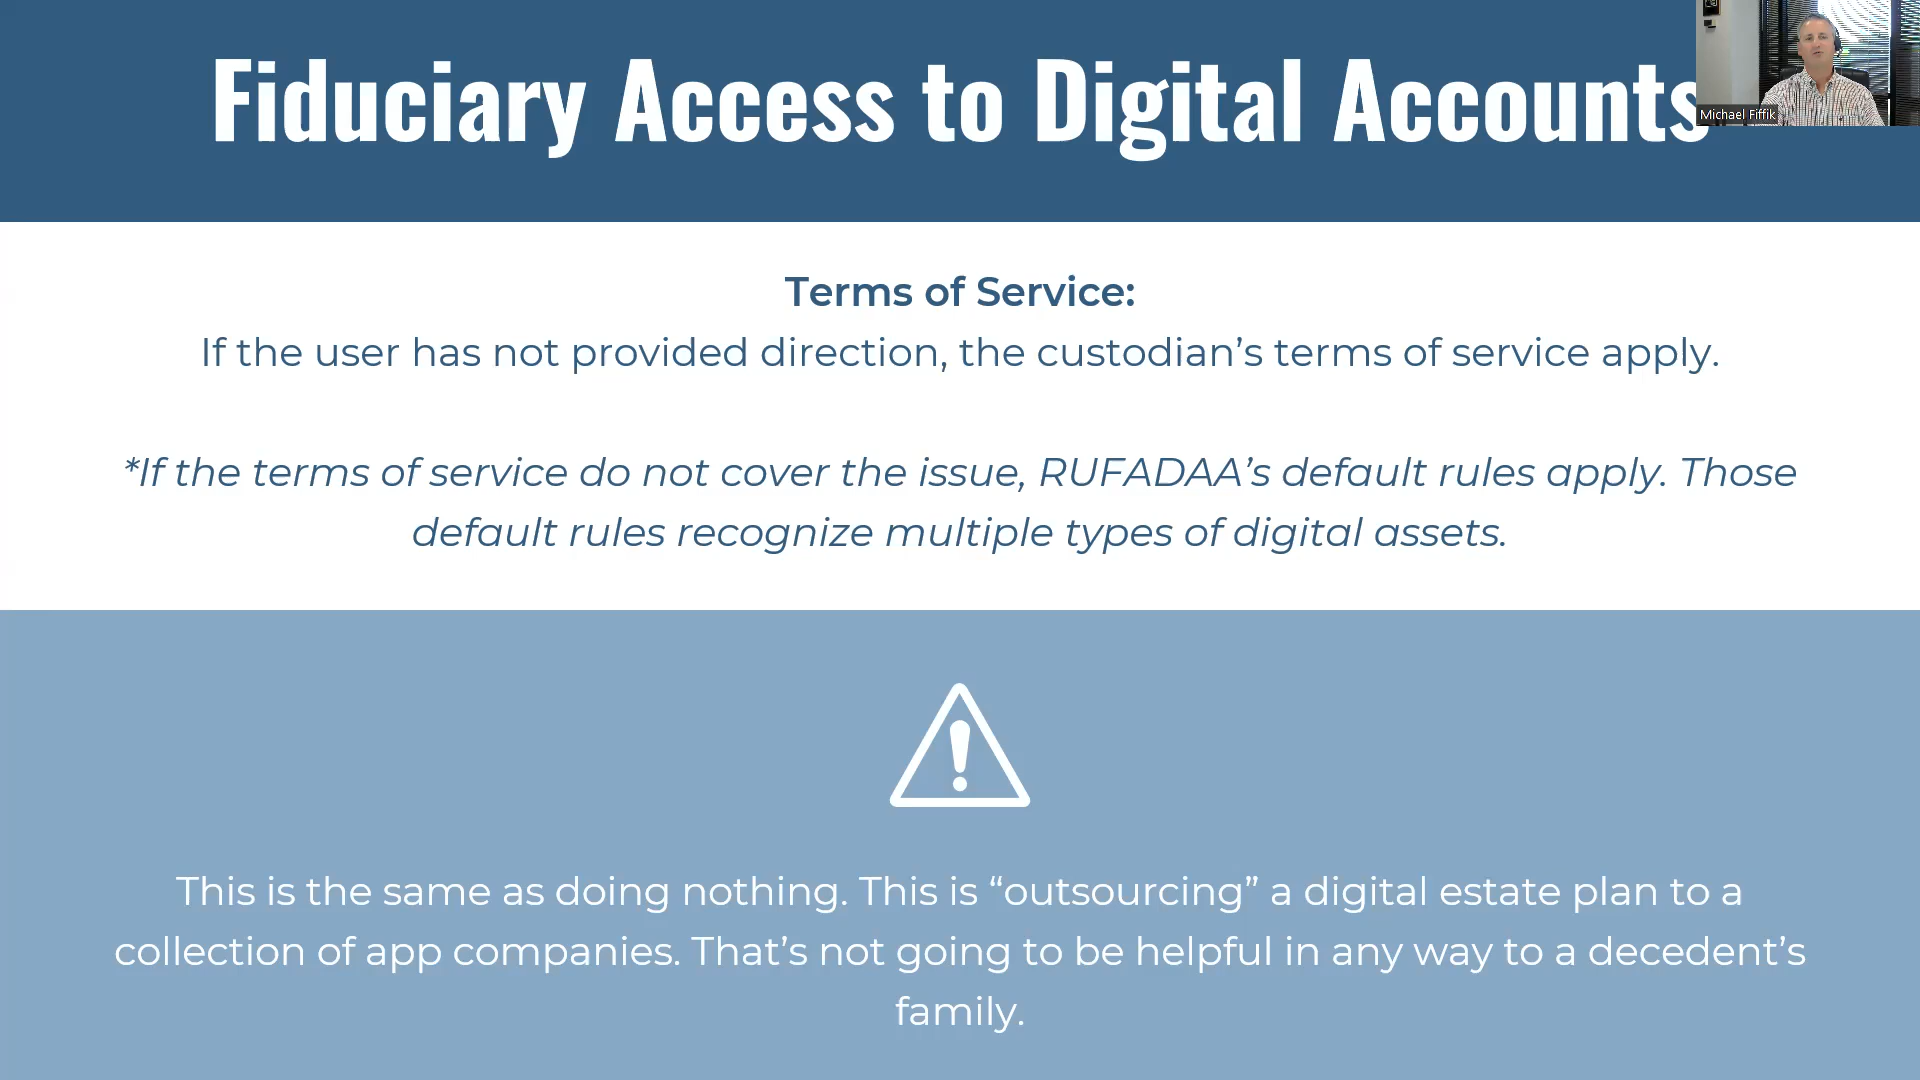 Fiduciary Access to Digital Accounts
Michael Fiffik
Terms of Service:
If the user has not provided direction, the custodian’s terms of service apply.
*If the terms of service do not cover the issue, RUFADAA’s default rules apply. Those
default rules recognize multiple types of digital assets.
This is the same as doing nothing. This is “outsourcing” a digital estate plan to a
collection of app companies. That’s not going to be helpful in any way to a decedent’s
family.